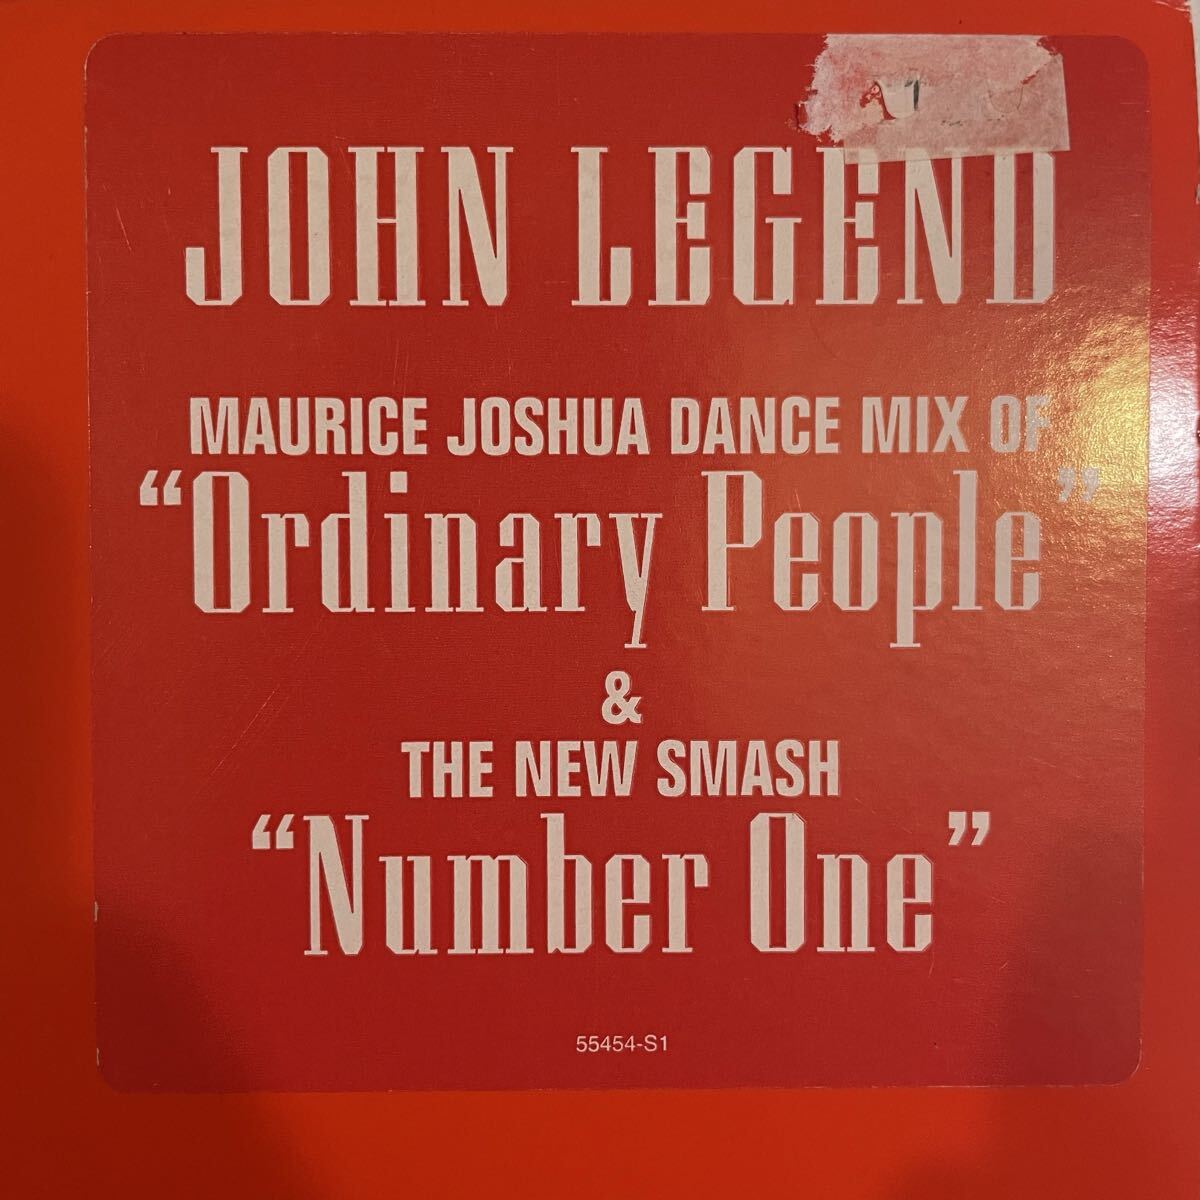 JOHN LEGEND
MAURICE JOSHUA DANCE MIX OF
“Ordinary People”
&
THE NEW SMASH
“Number One”
55454-S1